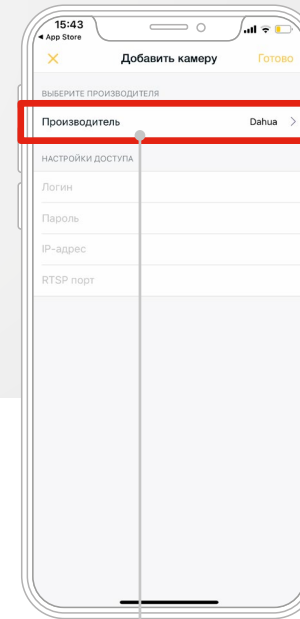 15:43
App Store
Добавить камеру
Готово
ВЫБЕРИТЕ ПРОИЗВОДИТЕЛЯ
Производитель
Dahua
НАСТРОЙКИ ДОСТУПА
Логин
Пароль
IP-адрес
RTSP порт